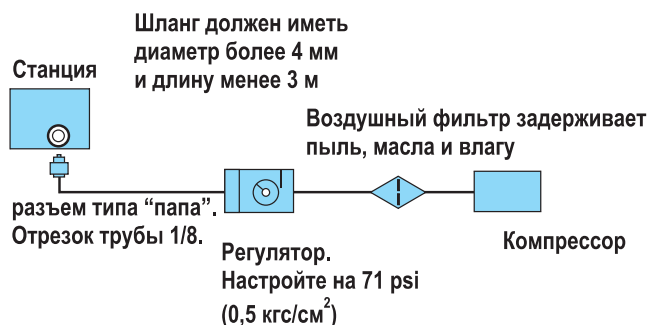 Шланг должен иметь
диаметр более 4 мм
и длину менее 3 м
Станция
Воздушный фильтр задерживает
пыль, масла и влагу
разъем типа “папа”.
Отрезок трубы 1/8.
Компрессор
Регулятор.
Настройте на 71 psi
(0,5 кгс/см²)